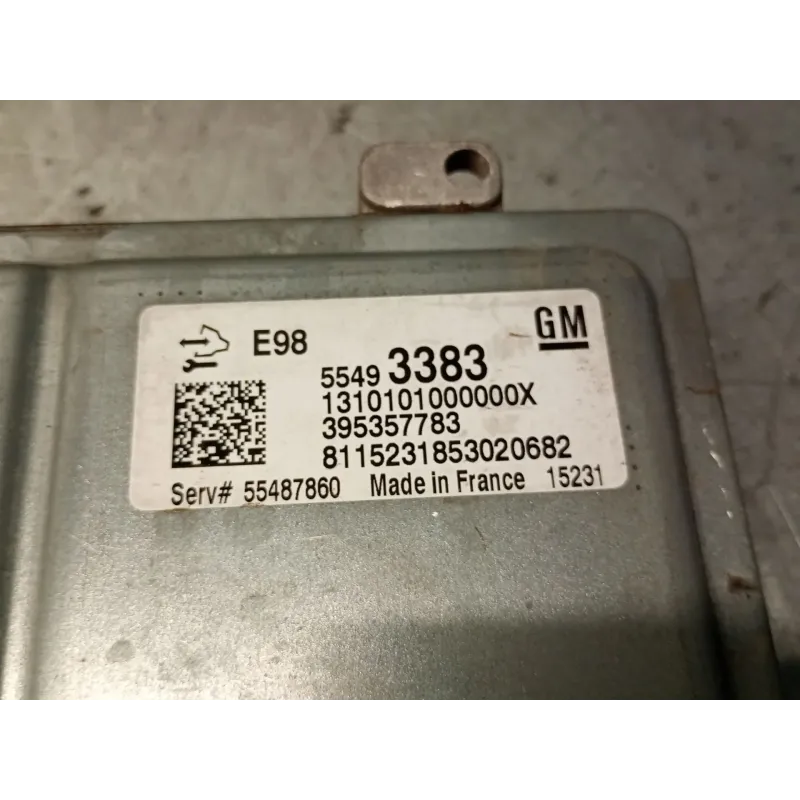 E98
GM
5549 3383
1310101000000X
395357783
8115231853020682
Serv# 55487860 Made in France 15231